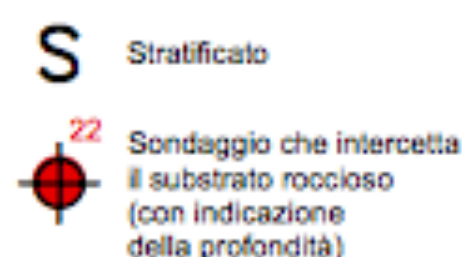 S Stratificato
22
Sondaggio che intercetta
il substrato roccioso
(con indicazione
della profondità)